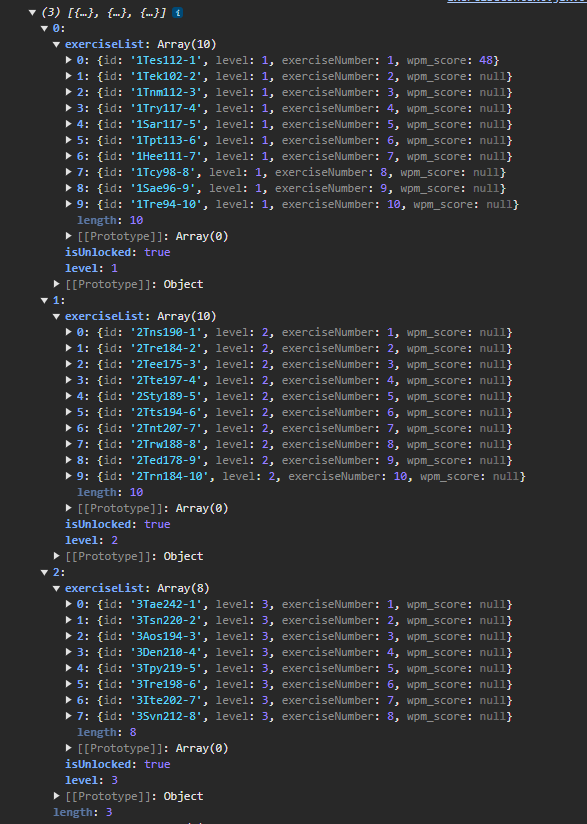 (3) [{…}, {…}, {…}] i
0:
exerciseList: Array(10)
0: {id: '1Tes112-1', level: 1, exerciseNumber: 1, wpm_score: 48}
1: {id: '1Tek102-2', level: 1, exerciseNumber: 2, wpm_score: null}
2: {id: '1Tnm112-3', level: 1, exerciseNumber: 3, wpm_score: null}
3: {id: '1Try117-4', level: 1, exerciseNumber: 4, wpm_score: null}
4: {id: '1Sar117-5', level: 1, exerciseNumber: 5, wpm_score: null}
5: {id: '1Tpt113-6', level: 1, exerciseNumber: 6, wpm_score: null}
6: {id: '1Hee111-7', level: 1, exerciseNumber: 7, wpm_score: null}
7: {id: '1Tcy98-8', level: 1, exerciseNumber: 8, wpm_score: null}
8: {id: '1Sae96-9', level: 1, exerciseNumber: 9, wpm_score: null}
9: {id: '1Tre94-10', level: 1, exerciseNumber: 10, wpm_score: null}
length: 10
[[Prototype]]: Array(0)
isUnlocked: true
level: 1
[[Prototype]]: Object
1:
exerciseList: Array(10)
0: {id: '2Tns190-1', level: 2, exerciseNumber: 1, wpm_score: null}
1: {id: '2Tre184-2', level: 2, exerciseNumber: 2, wpm_score: null}
2: {id: '2Tee175-3', level: 2, exerciseNumber: 3, wpm_score: null}
3: {id: '2Tte197-4', level: 2, exerciseNumber: 4, wpm_score: null}
4: {id: '2Sty189-5', level: 2, exerciseNumber: 5, wpm_score: null}
5: {id: '2Tts194-6', level: 2, exerciseNumber: 6, wpm_score: null}
6: {id: '2Tnt207-7', level: 2, exerciseNumber: 7, wpm_score: null}
7: {id: '2Trw188-8', level: 2, exerciseNumber: 8, wpm_score: null}
8: {id: '2Ted178-9', level: 2, exerciseNumber: 9, wpm_score: null}
9: {id: '2Trn184-10', level: 2, exerciseNumber: 10, wpm_score: null}
length: 10
[[Prototype]]: Array(0)
isUnlocked: true
level: 2
[[Prototype]]: Object
2:
exerciseList: Array(8)
0: {id: '3Tae242-1', level: 3, exerciseNumber: 1, wpm_score: null}
1: {id: '3Tsn220-2', level: 3, exerciseNumber: 2, wpm_score: null}
2: {id: '3Aos194-3', level: 3, exerciseNumber: 3, wpm_score: null}
3: {id: '3Den210-4', level: 3, exerciseNumber: 4, wpm_score: null}
4: {id: '3Tpy219-5', level: 3, exerciseNumber: 5, wpm_score: null}
5: {id: '3Tre198-6', level: 3, exerciseNumber: 6, wpm_score: null}
6: {id: '3Ite202-7', level: 3, exerciseNumber: 7, wpm_score: null}
7: {id: '3Svn212-8', level: 3, exerciseNumber: 8, wpm_score: null}
length: 8
[[Prototype]]: Array(0)
isUnlocked: true
level: 3
[[Prototype]]: Object
length: 3